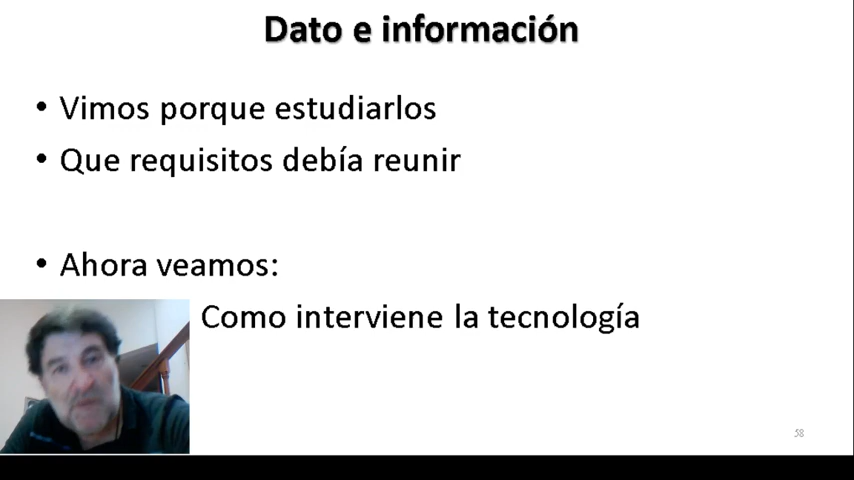 Dato e información
• Vimos porque estudiarlos
• Que requisitos debía reunir
• Ahora veamos:
Como interviene la tecnología
58